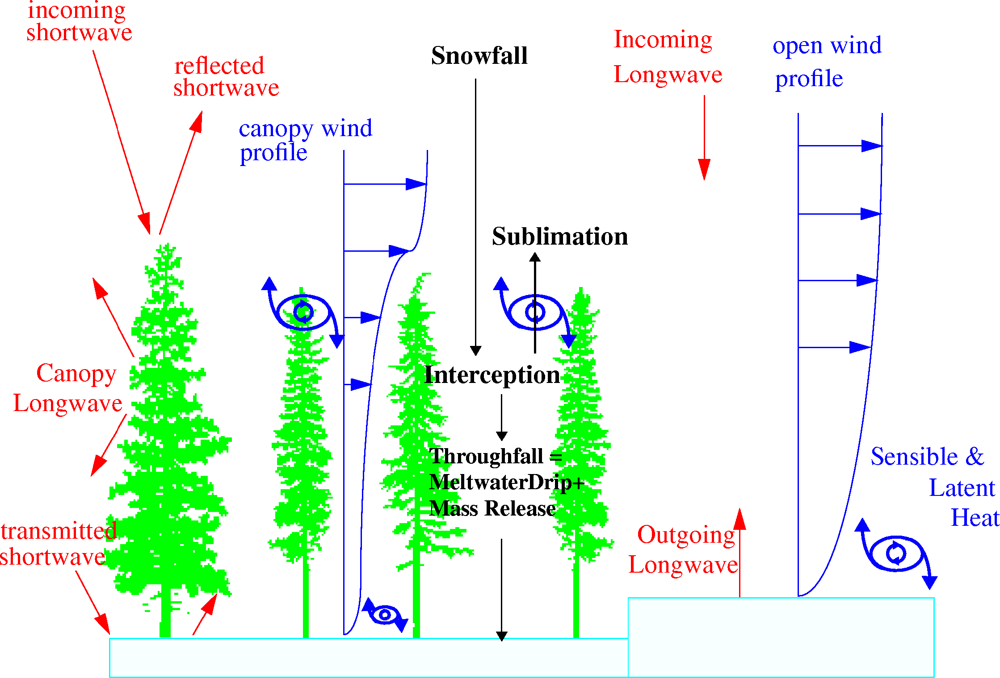 incoming
shortwave
reflected
shortwave
canopy wind
profile
Snowfall
Incoming
Longwave
open wind
profile
Sublimation
Interception
Canopy
Longwave
Throughfall =
MeltwaterDrip+
Mass Release
transmitted
shortwave
Outgoing
Longwave
Sensible &
Latent
Heat